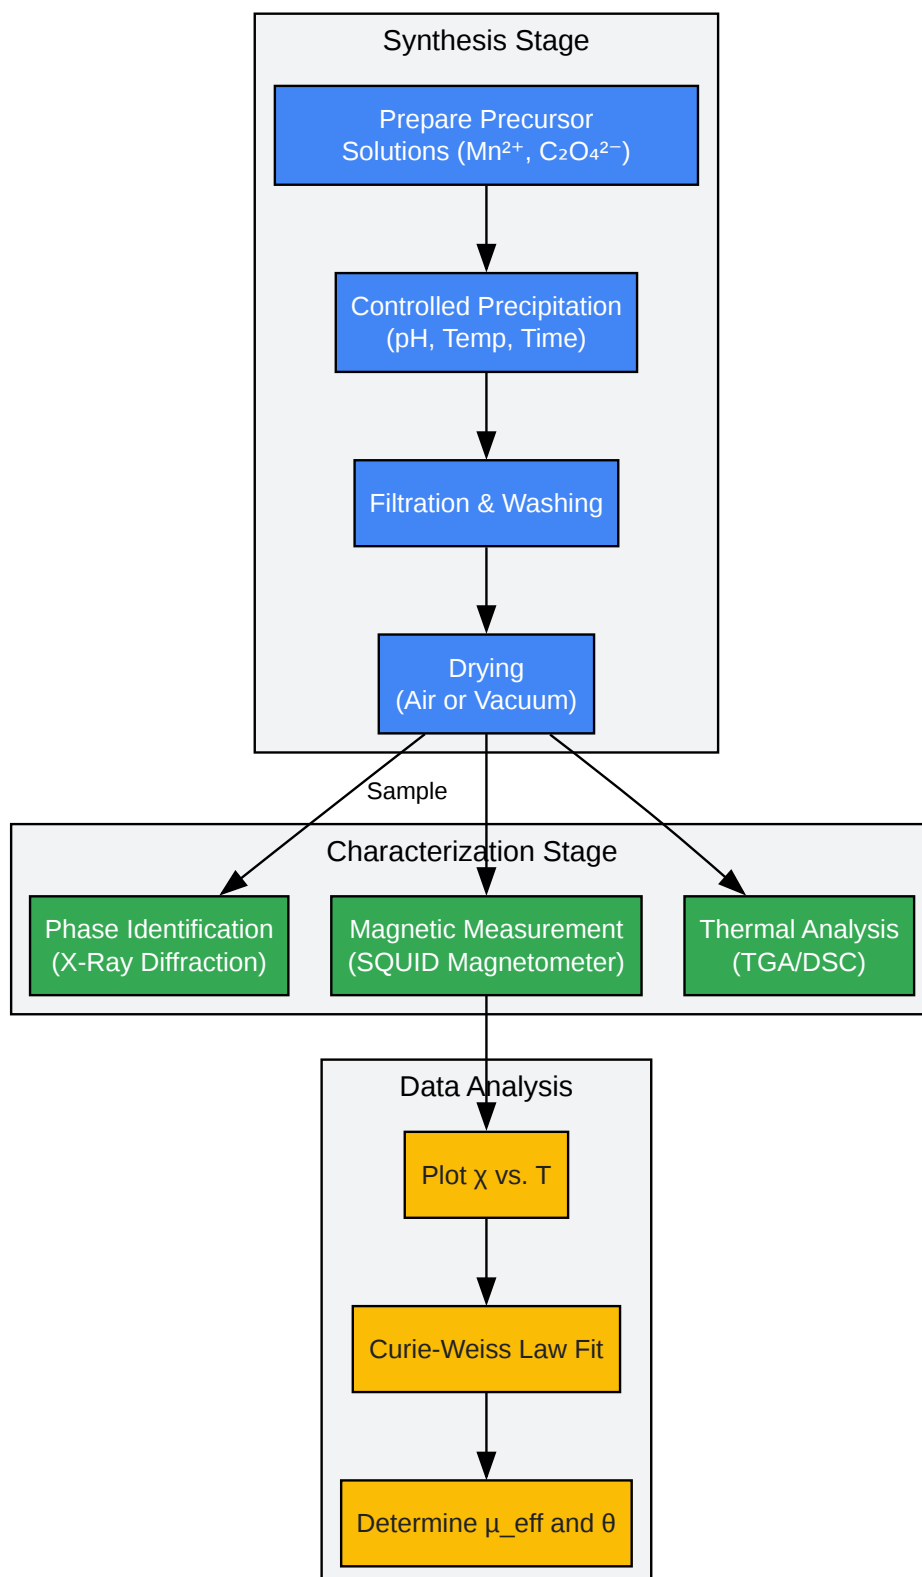 Synthesis Stage
Prepare Precursor
Solutions (Mn²⁺, C₂O₄²⁻)
Controlled Precipitation
(pH, Temp, Time)
Filtration & Washing
Drying
(Air or Vacuum)
Sample
Characterization Stage
Phase Identification
(X-Ray Diffraction)
Magnetic Measurement
(SQUID Magnetometer)
Thermal Analysis
(TGA/DSC)
Data Analysis
Plot χ vs. T
Curie-Weiss Law Fit
Determine μ_eff and θ